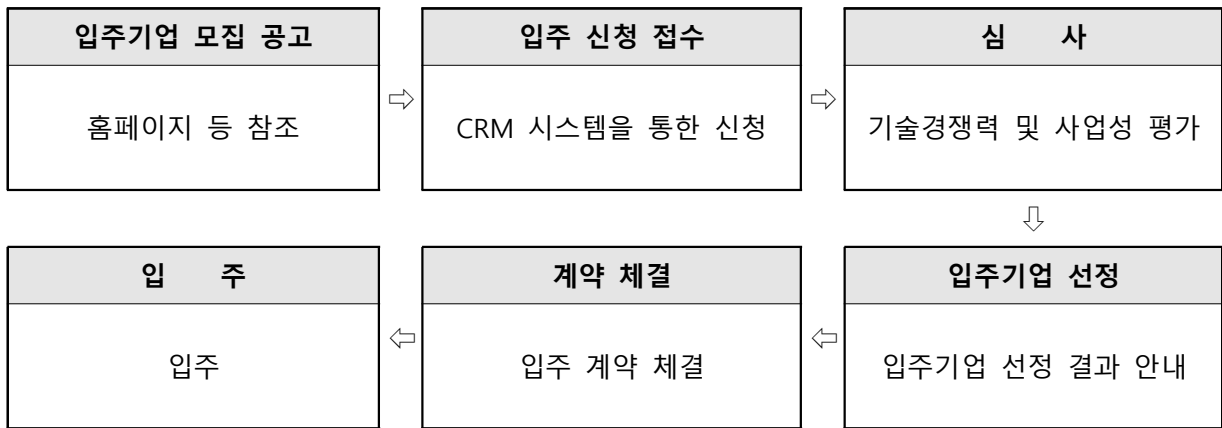 입주기업 모집 공고
홈페이지 등 참조
⇨
입주 신청 접수
CRM 시스템을 통한 신청
⇨
심 사
기술경쟁력 및 사업성 평가
⇩
입주기업 선정
입주기업 선정 결과 안내
⇦
계약 체결
입주 계약 체결
⇦
입 주
입주